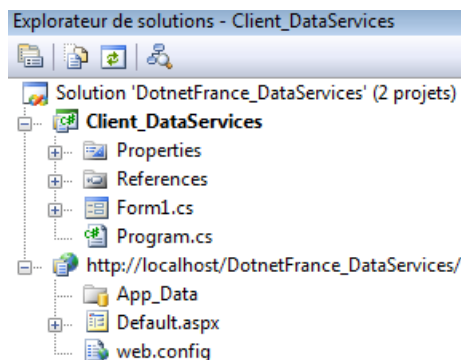 Explorateur de solutions - Client_DataServices
Solution 'DotnetFrance_DataServices' (2 projets)
Client_DataServices
Properties
References
Form1.cs
Program.cs
http://localhost/DotnetFrance_DataServices/
App_Data
Default.aspx
web.config